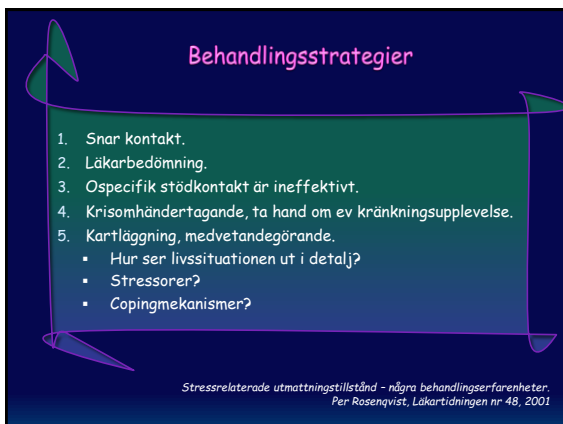 Behandlingsstrategier
1. Snar kontakt.
2. Läkarbedömning.
3. Ospecifik stödkontakt är ineffektivt.
4. Krisomhändertagande, ta hand om ev kränkningsupplevelse.
5. Kartläggning, medvetandegörande.
▪ Hur ser livssituationen ut i detalj?
▪ Stressorer?
▪ Copingmekanismer?
Stressrelaterade utmattningstillstånd – några behandlingserfarenheter.
Per Rosenqvist, Läkartidningen nr 48, 2001